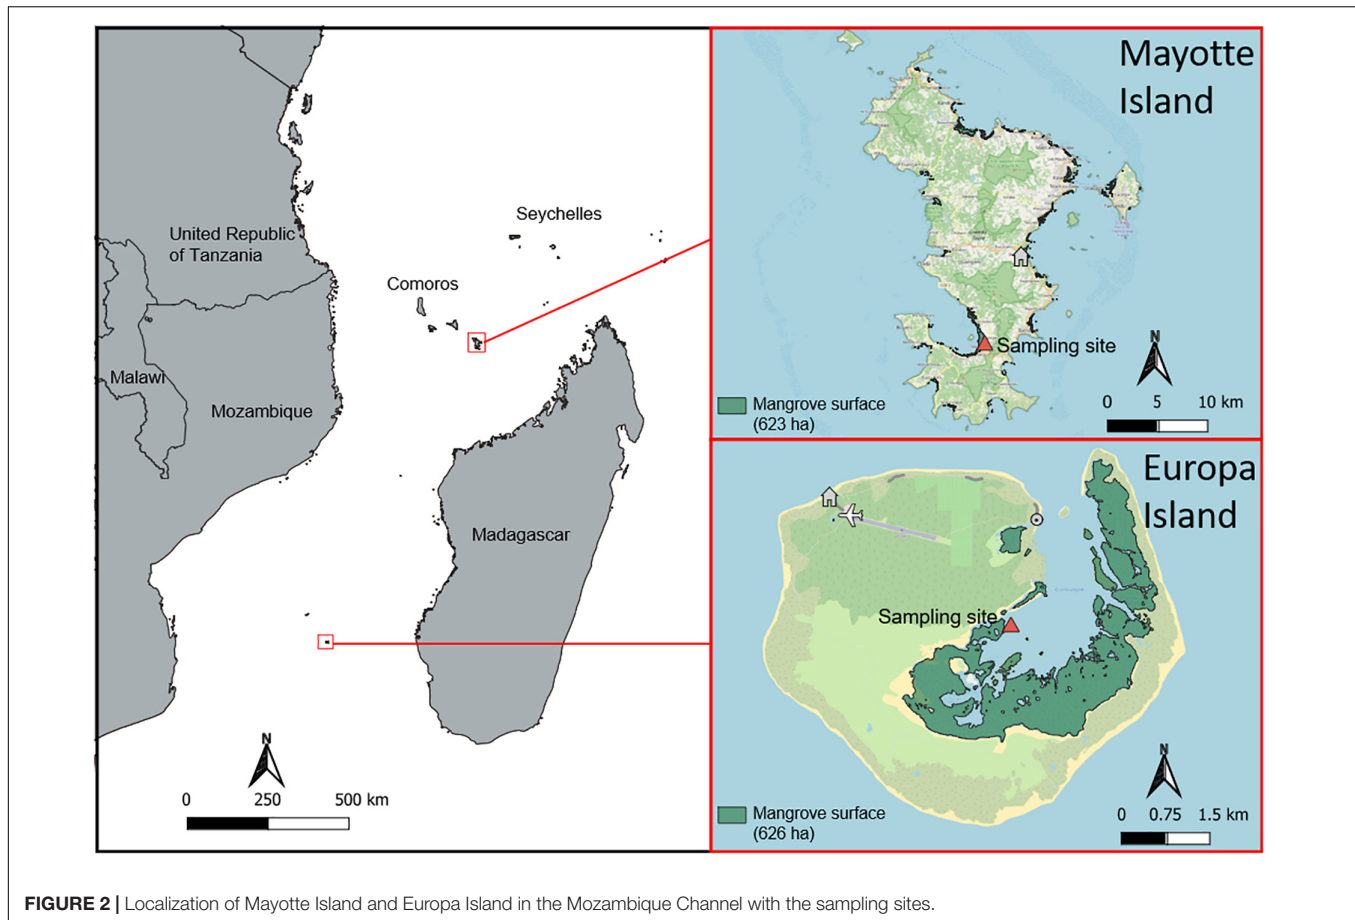 United Republic
of Tanzania
Malawi
Mozambique
Comoros
Seychelles
Madagascar
N
0 250 500 km
Mayotte
Island
Sampling site
N
Mangrove surface
(623 ha)
0 5 10 km
Europa
Island
Sampling site
N
Mangrove surface
(626 ha)
0 0.75 1.5 km
FIGURE 2 | Localization of Mayotte Island and Europa Island in the Mozambique Channel with the sampling sites.